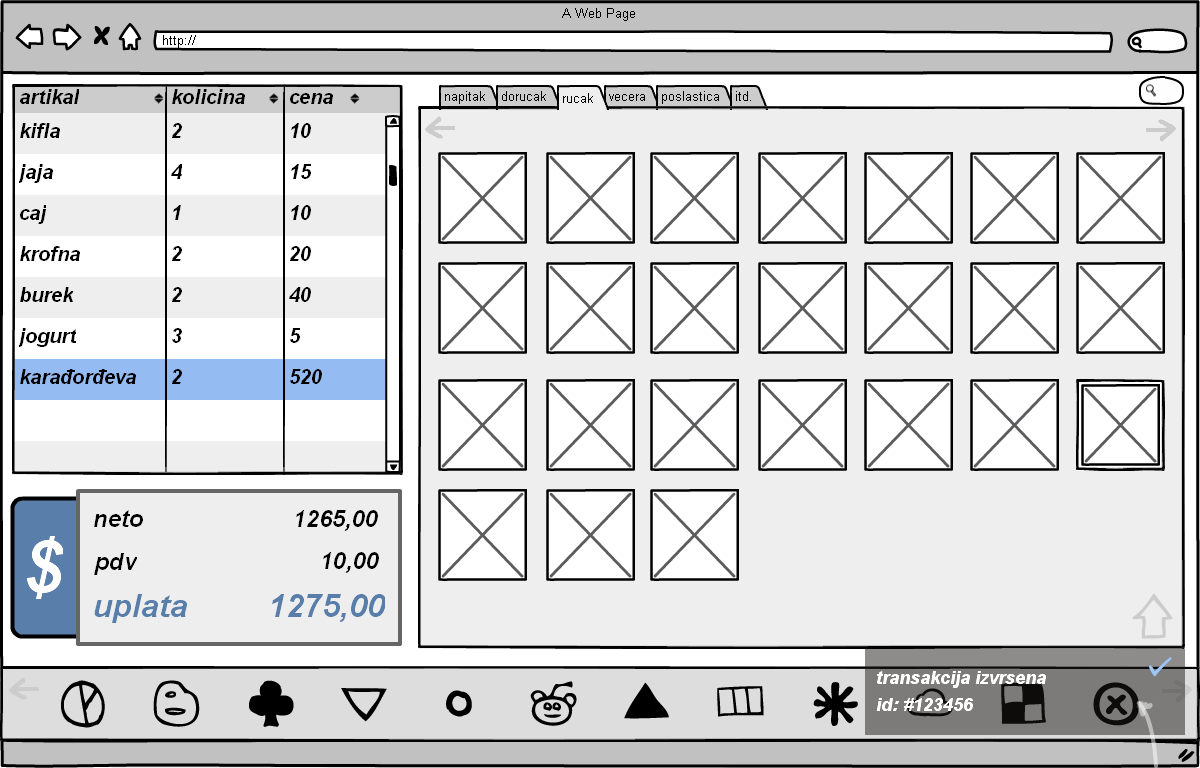 A Web Page
http://
artikal kolicina cena
kifla 2 10
jaja 4 15
caj 1 10
krofna 2 20
burek 2 40
jogurt 3 5
karađorđeva 2 520
napitak dorucak rucak vecera poslastica itd.
$
neto 1265,00
pdv 10,00
uplata 1275,00
transakcija izvrsena
id: #123456